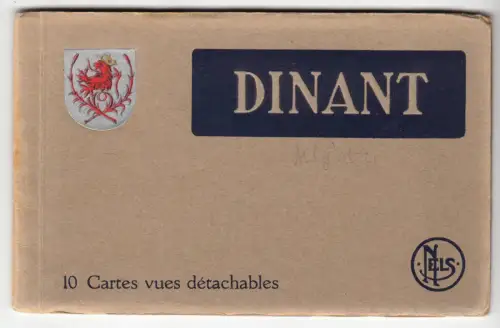 DINANT
10 Cartes vues détachables
NELS